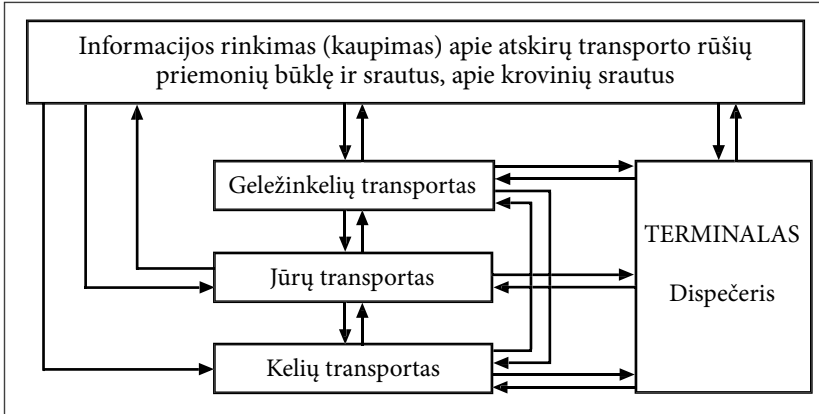 Informacijos rinkimas (kaupimas) apie atskirų transporto rūšių
priemonių būklę ir srautus, apie krovinių srautus
Geležinkelių transportas
TERMINALAS
Jūrų transportas
Dispečeris
Kelių transportas